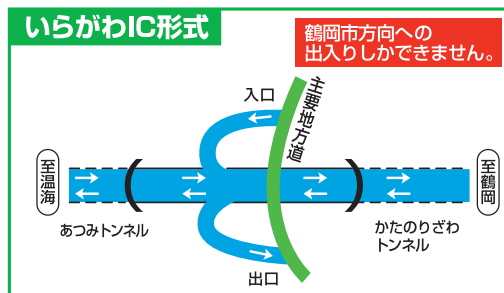 いらがわIC形式
鶴岡市方向への
出入りしかできません。
入口
主要地方道
至温海
至鶴岡
あつみトンネル
かたのりざわ
トンネル
出口